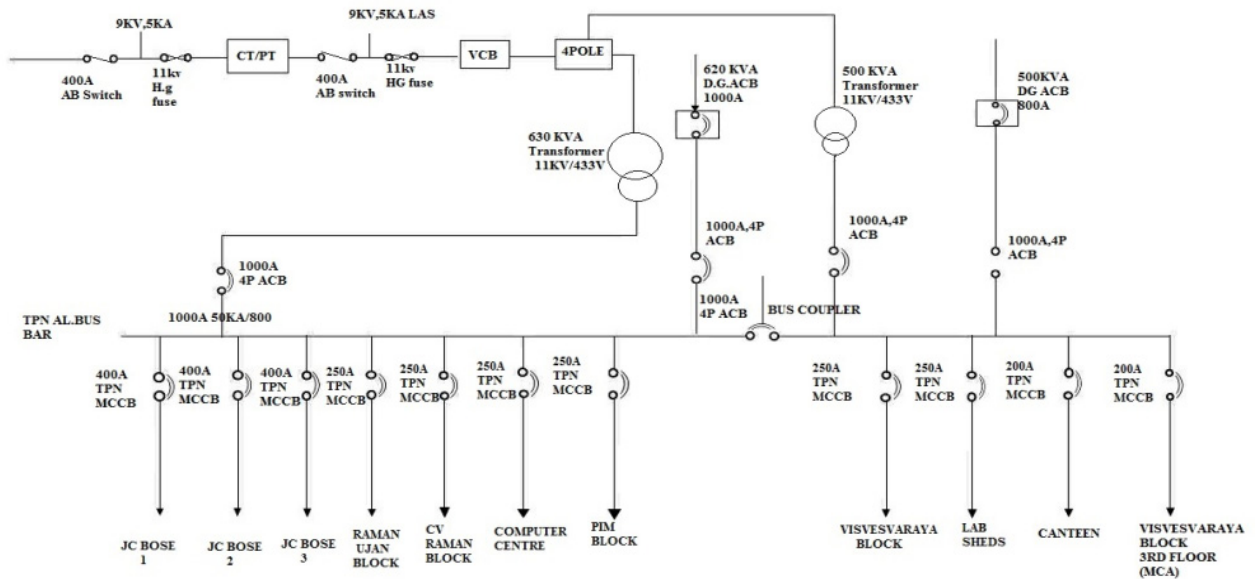 9KV,5KA
9KV,5KA LAS
CT/PT
VCB
4POLE
400A
AB Switch
11kv
H.g
fuse
400A
AB switch
11kv
HG fuse
620 KVA
D.G.ACB
1000A
500 KVA
Transformer
11KV/433V
500KVA
DG ACB
800A
630 KVA
Transformer
11KV/433V
1000A,4P
ACB
1000A,4P
ACB
1000A,4P
ACB
1000A
4P ACB
1000A
4P ACB
BUS COUPLER
TPN AL.BUS
BAR
1000A 50KA/800
400A
TPN
MCCB
400A
TPN
MCCB
400A
TPN
MCCB
250A
TPN
MCCB
250A
TPN
MCCB
250A
TPN
MCCB
250A
TPN
MCCB
250A
TPN
MCCB
250A
TPN
MCCB
200A
TPN
MCCB
200A
TPN
MCCB
JC BOSE
1
JC BOSE
2
JC BOSE
3
RAMAN
UJAN
BLOCK
CV
RAMAN
BLOCK
COMPUTER
CENTRE
PIM
BLOCK
VISVESVARAYA
BLOCK
LAB
SHEDS
CANTEEN
VISVESVARAYA
BLOCK
3RD FLOOR
(MCA)